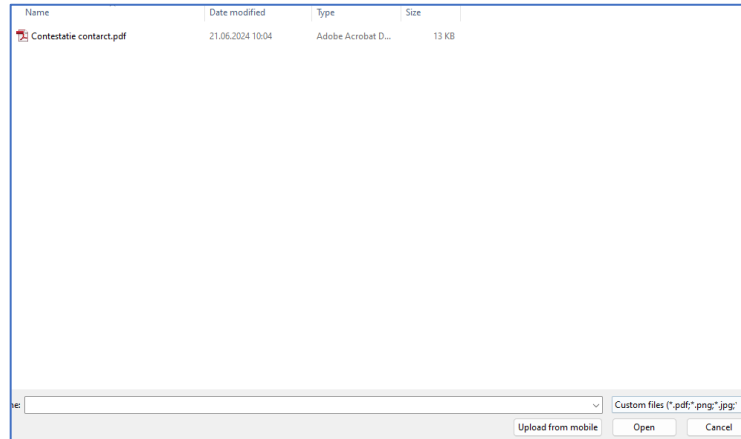 Name Date modified Type Size
Contestatie contarct.pdf 21.06.2024 10:04 Adobe Acrobat D... 13 KB
ne: Custom files (*.pdf;*.png;*.jpg;*
Upload from mobile Open Cancel